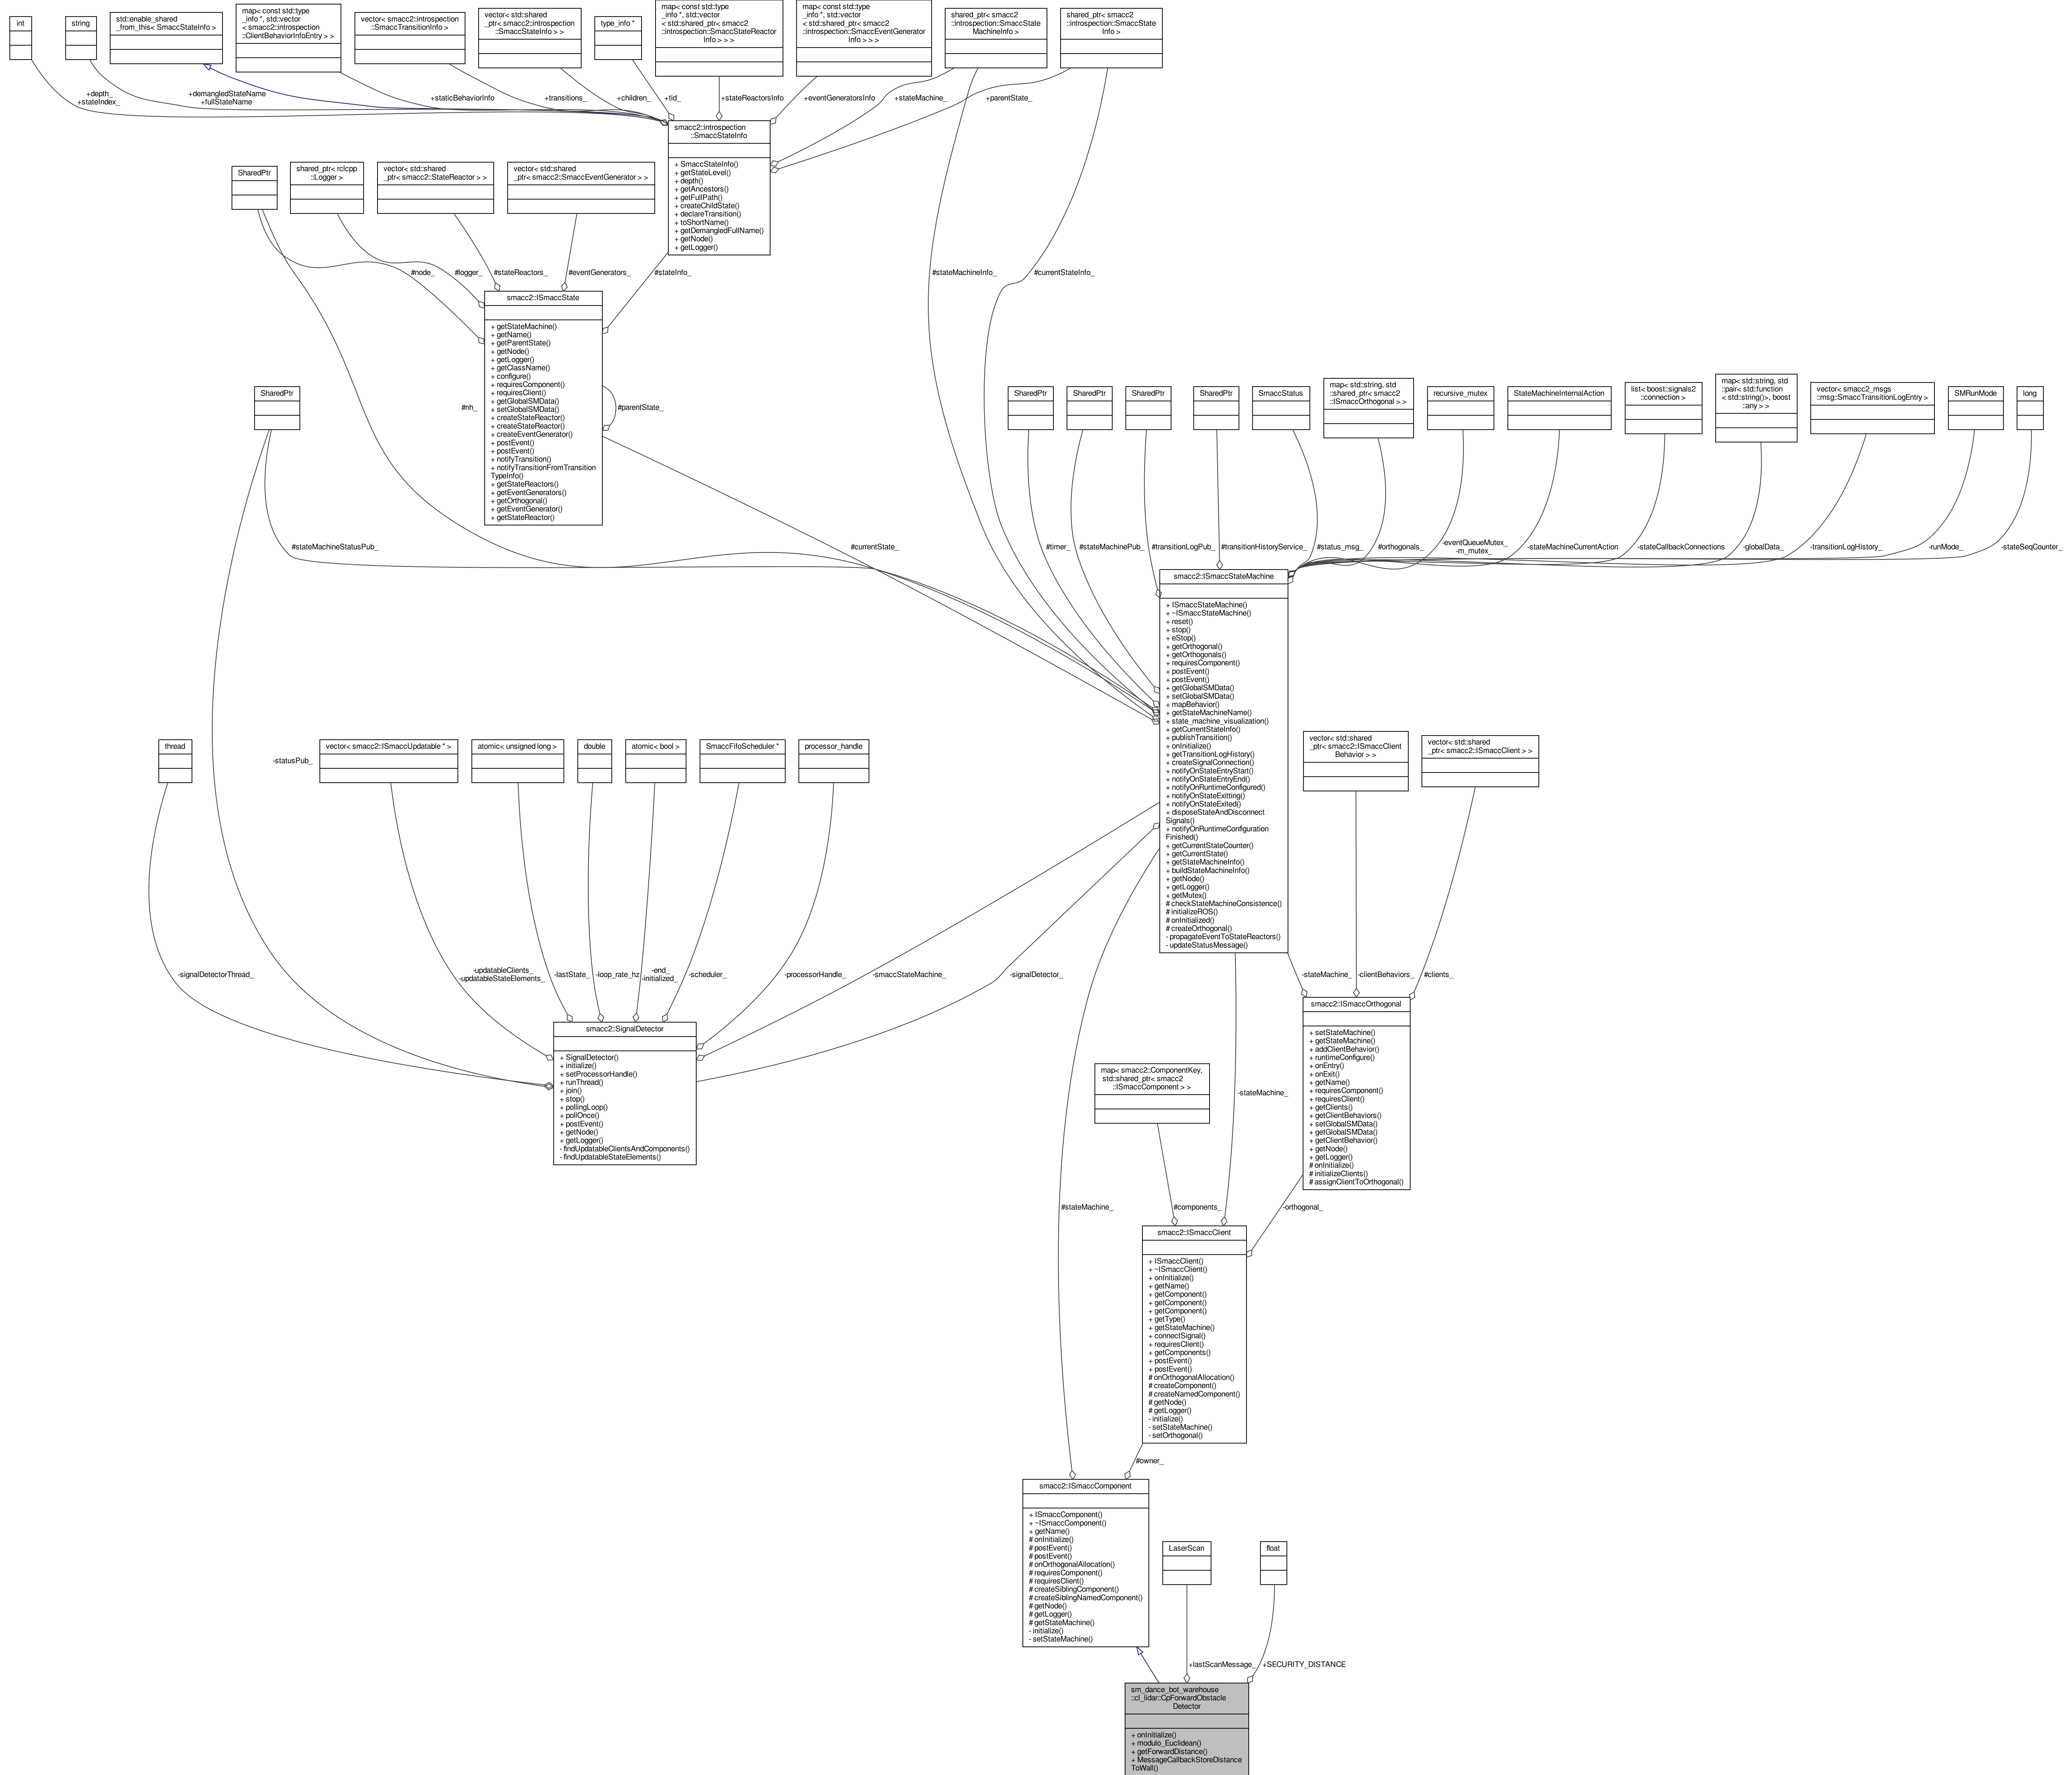 int
string
std::enable_shared
_from_this< SmaccStateInfo >
map< const std::type
_info *, std::vector
< smacc2::introspection
::ClientBehaviorInfoEntry > >
vector< smacc2::introspection
::SmaccTransitionInfo >
vector< std::shared
_ptr< smacc2::introspection
::SmaccStateInfo > >
type_info *
map< const std::type
_info *, std::vector
< std::shared_ptr< smacc2
::introspection::SmaccStateReactor
Info > > >
map< const std::type
_info *, std::vector
< std::shared_ptr< smacc2
::introspection::SmaccEventGenerator
Info > > >
shared_ptr< smacc2
::introspection::SmaccState
MachineInfo >
shared_ptr< smacc2
::introspection::SmaccState
Info >
+depth_
+stateIndex_
+demangledStateName
+fullStateName
+staticBehaviorInfo
+transitions_
+children_
+tid_
+stateReactorsInfo
+eventGeneratorsInfo
+stateMachine_
+parentState_
smacc2::introspection
::SmaccStateInfo
+ SmaccStateInfo()
+ getStateLevel()
+ depth()
+ getAncestors()
+ getFullPath()
+ createChildState()
+ declareTransition()
+ toShortName()
+ getDemangledFullName()
+ getNode()
+ getLogger()
SharedPtr
shared_ptr< rclcpp
::Logger >
vector< std::shared
_ptr< smacc2::StateReactor > >
vector< std::shared
_ptr< smacc2::SmaccEventGenerator > >
#node_
#logger_
#stateReactors_
#eventGenerators_
#stateInfo_
#stateMachineInfo_
#currentStateInfo_
smacc2::ISmaccState
+ getStateMachine()
+ getName()
+ getParentState()
+ getNode()
+ getLogger()
+ getClassName()
+ configure()
+ requiresComponent()
+ requiresClient()
+ getGlobalSMData()
+ setGlobalSMData()
+ createStateReactor()
+ createStateReactor()
+ createEventGenerator()
+ postEvent()
+ postEvent()
+ notifyTransition()
+ notifyTransitionFromTransition
TypeInfo()
+ getStateReactors()
+ getEventGenerators()
+ getOrthogonal()
+ getEventGenerator()
+ getStateReactor()
#nh_
#parentState_
SharedPtr
SharedPtr
SharedPtr
SharedPtr
SharedPtr
SmaccStatus
map< std::string, std
::shared_ptr< smacc2
::ISmaccOrthogonal > >
recursive_mutex
StateMachineInternalAction
list< boost::signals2
::connection >
map< std::string, std
::pair< std::function
< std::string()>, boost
::any > >
vector< smacc2_msgs
::msg::SmaccTransitionLogEntry >
SMRunMode
long
#stateMachineStatusPub_
#currentState_
#timer_
#stateMachinePub_
#transitionLogPub_
#transitionHistoryService_
#status_msg_
#orthogonals_
-eventQueueMutex_
-m_mutex_
-stateMachineCurrentAction
-stateCallbackConnections
-globalData_
-transitionLogHistory_
-runMode_
-stateSeqCounter_
smacc2::ISmaccStateMachine
+ ISmaccStateMachine()
+ ~ISmaccStateMachine()
+ reset()
+ stop()
+ eStop()
+ getOrthogonal()
+ getOrthogonals()
+ requiresComponent()
+ postEvent()
+ postEvent()
+ getGlobalSMData()
+ setGlobalSMData()
+ mapBehavior()
+ getStateMachineName()
+ state_machine_visualization()
+ getCurrentStateInfo()
+ publishTransition()
+ onInitialize()
+ getTransitionLogHistory()
+ createSignalConnection()
+ notifyOnStateEntryStart()
+ notifyOnStateEntryEnd()
+ notifyOnRuntimeConfigured()
+ notifyOnStateExitting()
+ notifyOnStateExited()
+ disposeStateAndDisconnect
Signals()
+ notifyOnRuntimeConfiguration
Finished()
+ getCurrentStateCounter()
+ getCurrentState()
+ getStateMachineInfo()
+ buildStateMachineInfo()
+ getNode()
+ getLogger()
+ getMutex()
# checkStateMachineConsistence()
# initializeROS()
# onInitialized()
# createOrthogonal()
- propagateEventToStateReactors()
- updateStatusMessage()
thread
-statusPub_
vector< smacc2::ISmaccUpdatable * >
atomic< unsigned long >
double
atomic< bool >
SmaccFifoScheduler *
processor_handle
vector< std::shared
_ptr< smacc2::ISmaccClient
Behavior > >
vector< std::shared
_ptr< smacc2::ISmaccClient > >
-signalDetectorThread_
-updatableClients_
-updatableStateElements_
-lastState_
-loop_rate_hz
-end_
-initialized_
-scheduler_
-processorHandle_
-smaccStateMachine_
-signalDetector_
-stateMachine_
-clientBehaviors_
#clients_
smacc2::SignalDetector
+ SignalDetector()
+ initialize()
+ setProcessorHandle()
+ runThread()
+ join()
+ stop()
+ pollingLoop()
+ pollOnce()
+ postEvent()
+ getNode()
+ getLogger()
- findUpdatableClientsAndComponents()
- findUpdatableStateElements()
smacc2::ISmaccOrthogonal
+ setStateMachine()
+ getStateMachine()
+ addClientBehavior()
+ runtimeConfigure()
+ onEntry()
+ onExit()
+ getName()
+ requiresComponent()
+ requiresClient()
+ getClients()
+ getClientBehaviors()
+ setGlobalSMData()
+ getGlobalSMData()
+ getClientBehavior()
+ getNode()
+ getLogger()
# onInitialize()
# initializeClients()
# assignClientToOrthogonal()
map< smacc2::ComponentKey,
std::shared_ptr< smacc2
::ISmaccComponent > >
-stateMachine_
#stateMachine_
#components_
-orthogonal_
smacc2::ISmaccClient
+ ISmaccClient()
+ ~ISmaccClient()
+ onInitialize()
+ getName()
+ getComponent()
+ getComponent()
+ getComponent()
+ getType()
+ getStateMachine()
+ connectSignal()
+ requiresClient()
+ getComponents()
+ postEvent()
+ postEvent()
# onOrthogonalAllocation()
# createComponent()
# createNamedComponent()
# getNode()
# getLogger()
- initialize()
- setStateMachine()
- setOrthogonal()
#owner_
smacc2::ISmaccComponent
+ ISmaccComponent()
+ ~ISmaccComponent()
+ getName()
# onInitialize()
# postEvent()
# postEvent()
# onOrthogonalAllocation()
# requiresComponent()
# requiresClient()
# createSiblingComponent()
# createSiblingNamedComponent()
# getNode()
# getLogger()
# getStateMachine()
- initialize()
- setStateMachine()
LaserScan
float
+lastScanMessage_
+SECURITY_DISTANCE
sm_dance_bot_warehouse
::cl_lidar::CpForwardObstacle
Detector
+ onInitialize()
+ modulo_Euclidean()
+ getForwardDistance()
+ MessageCallbackStoreDistance
ToWall()